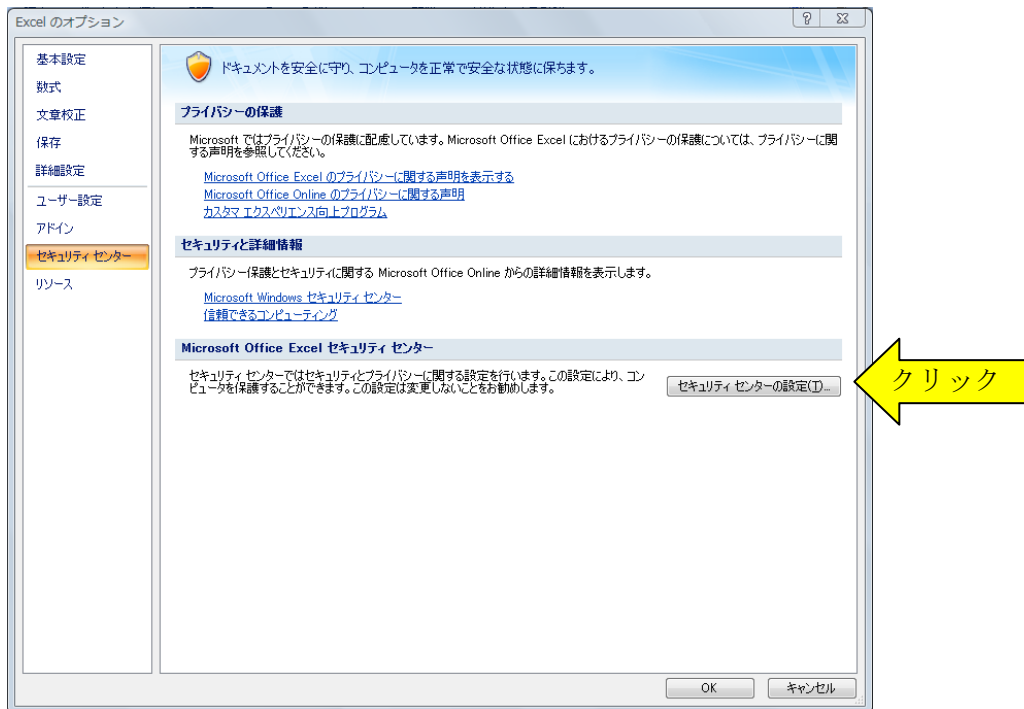 Excel のオプション
基本設定
数式
文章校正
保存
詳細設定
ユーザー設定
アドイン
セキュリティ センター
リソース
ドキュメントを安全に守り、コンピュータを正常で安全な状態に保ちます。
プライバシーの保護
Microsoft ではプライバシーの保護に配慮しています。Microsoft Office Excel におけるプライバシーの保護については、プライバシーに関
する声明を参照してください。
Microsoft Office Excel のプライバシーに関する声明を表示する
Microsoft Office Online のプライバシーに関する声明
カスタマ エクスペリエンス向上プログラム
セキュリティと詳細情報
プライバシー保護とセキュリティに関する Microsoft Office Online からの詳細情報を表示します。
Microsoft Windows セキュリティ センター
信頼できるコンピューティング
Microsoft Office Excel セキュリティ センター
セキュリティ センターではセキュリティとプライバシーに関する設定を行います。この設定により、コン
ピュータを保護することができます。この設定は変更しないことをお勧めします。
セキュリティ センターの設定(T)...
クリック
OK
キャンセル